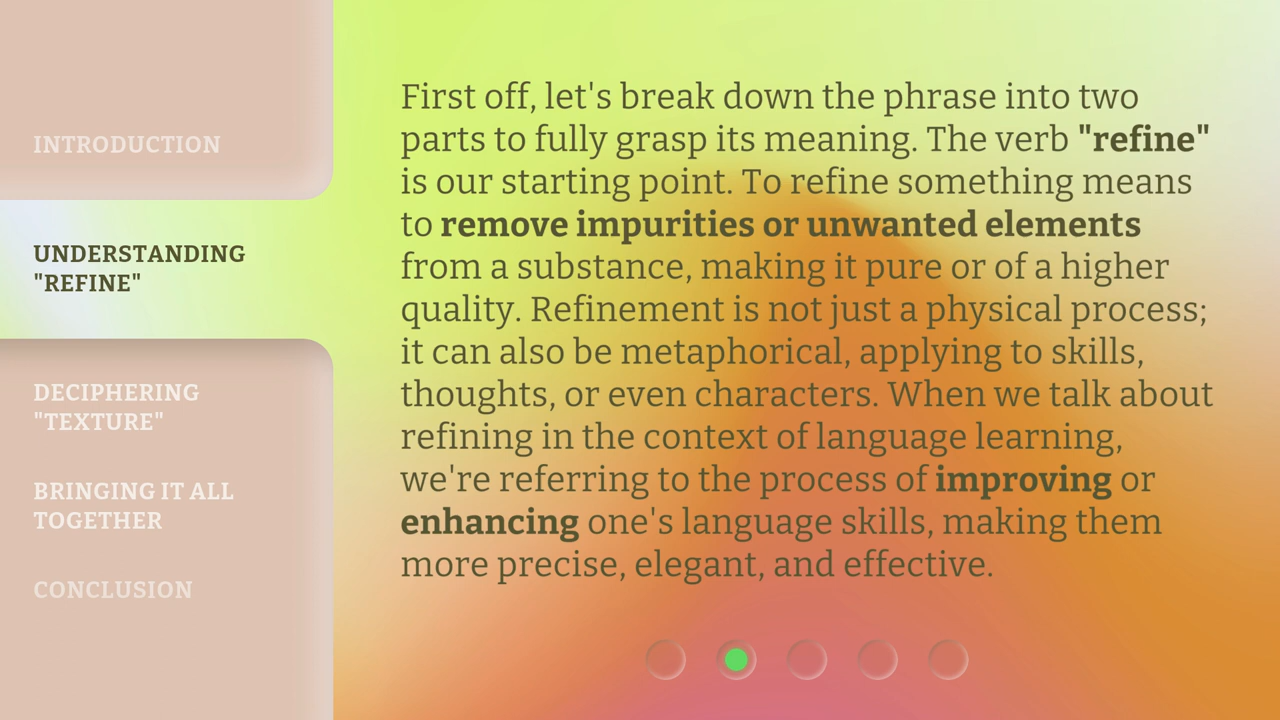 INTRODUCTION
UNDERSTANDING
"REFINE"
DECIPHERING
"TEXTURE"
BRINGING IT ALL
TOGETHER
CONCLUSION
First off, let's break down the phrase into two
parts to fully grasp its meaning. The verb "refine"
is our starting point. To refine something means
to remove impurities or unwanted elements
from a substance, making it pure or of a higher
quality. Refinement is not just a physical process;
it can also be metaphorical, applying to skills,
thoughts, or even characters. When we talk about
refining in the context of language learning,
we're referring to the process of improving or
enhancing one's language skills, making them
more precise, elegant, and effective.